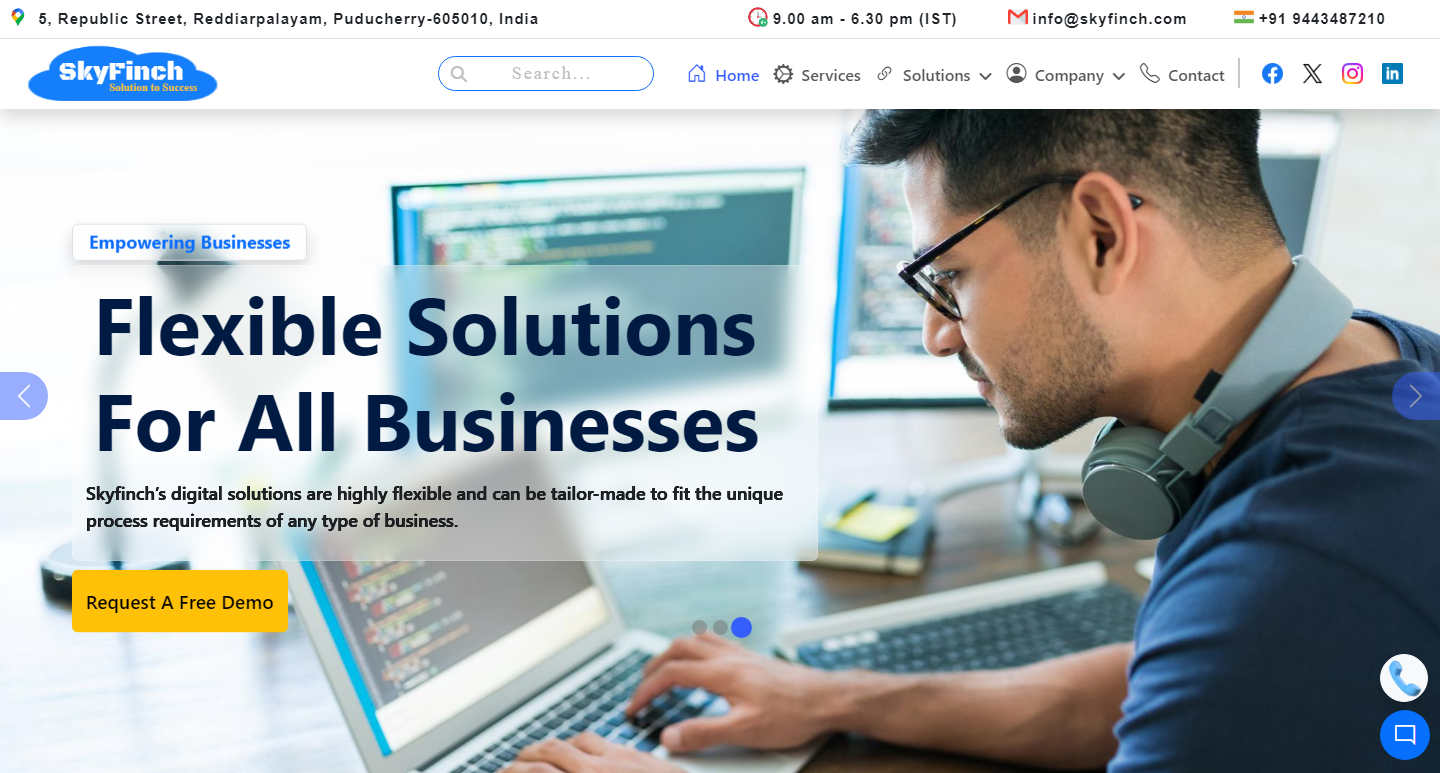 5, Republic Street, Reddiarpalayam, Puducherry-605010, India
9.00 am - 6.30 pm (IST)
info@skyfinch.com
+91 9443487210
SkyFinch
Solution to Success
Search...
Home
Services
Solutions
Company
Contact
Empowering Businesses
Flexible Solutions
For All Businesses
Skyfinch's digital solutions are highly flexible and can be tailor-made to fit the unique
process requirements of any type of business.
Request A Free Demo